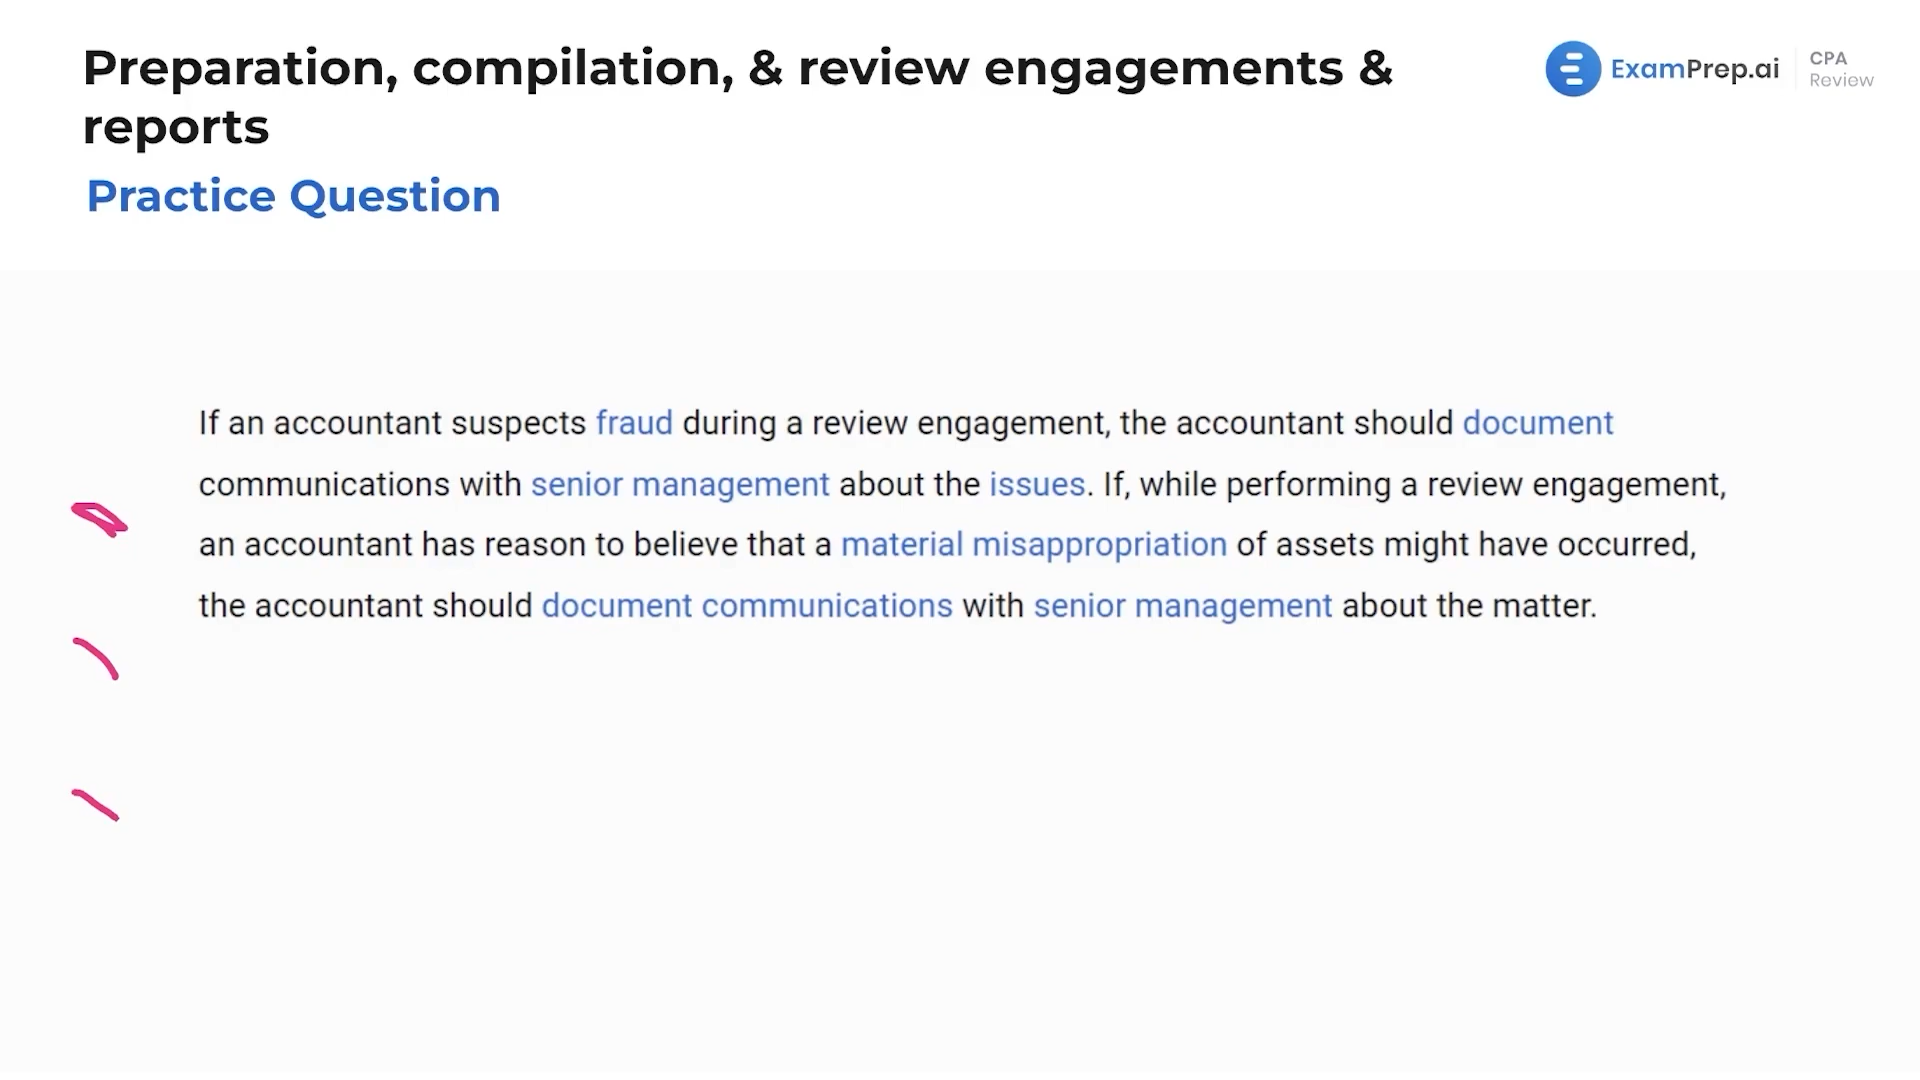 Preparation, compilation, & review engagements &
reports
Practice Question
ExamPrep.ai
CPA
Review
If an accountant suspects fraud during a review engagement, the accountant should document
communications with senior management about the issues. If, while performing a review engagement,
an accountant has reason to believe that a material misappropriation of assets might have occurred,
the accountant should document communications with senior management about the matter.